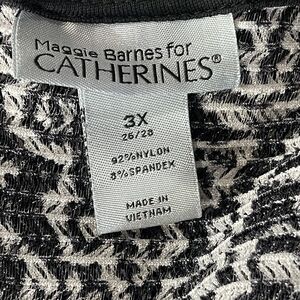 Maggie Barnes for
CATHERINES®
3X
26/28
92%NYLON
8%SPANDEX
MADE IN
VIETNAM